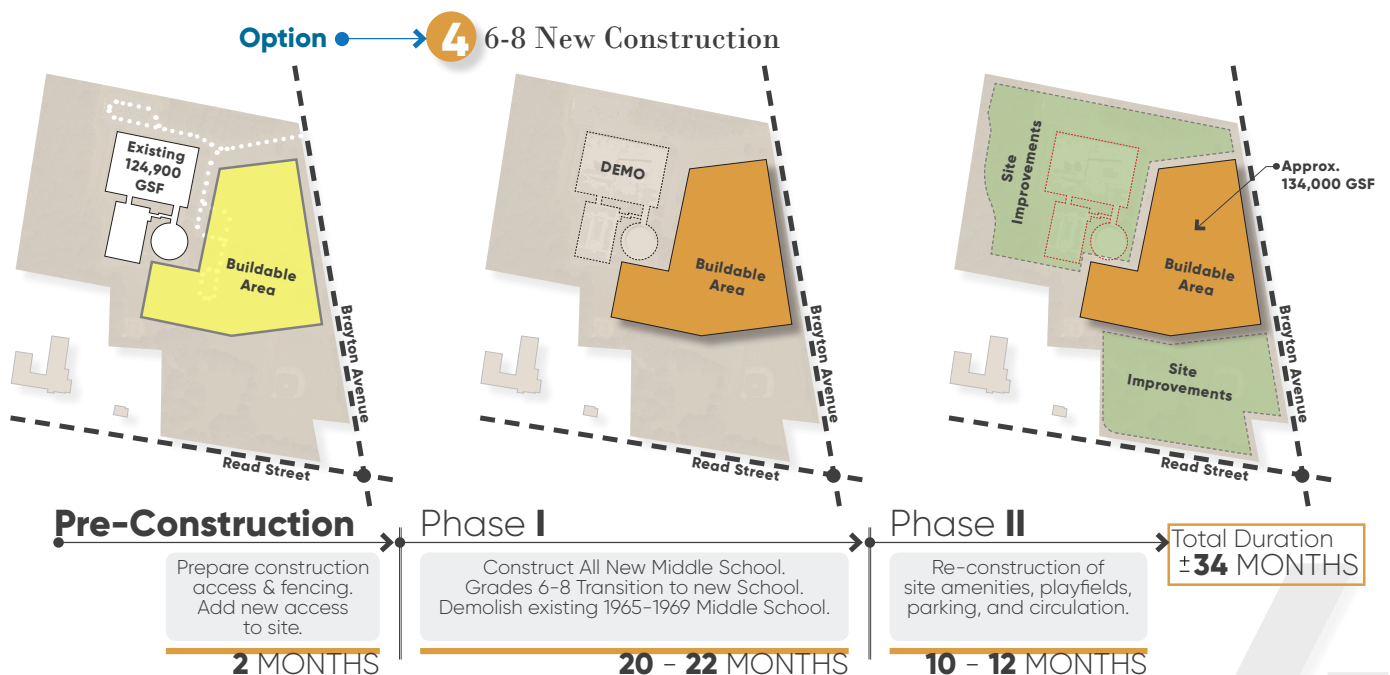 Option 4 6-8 New Construction
Existing
124,900
GSF
Buildable
Area
Brayton Avenue
Read Street
DEMO
Buildable
Area
Brayton Avenue
Read Street
Site
Improvements
Approx.
134,000 GSF
Buildable
Area
Site
Improvements
Brayton Avenue
Read Street
Pre-Construction
Prepare construction
access & fencing.
Add new access
to site.
2 MONTHS
Phase I
Construct All New Middle School.
Grades 6-8 Transition to new School.
Demolish existing 1965-1969 Middle School.
20 - 22 MONTHS
Phase II
Re-construction of
site amenities, playfields,
parking, and circulation.
10 - 12 MONTHS
Total Duration
±34 MONTHS